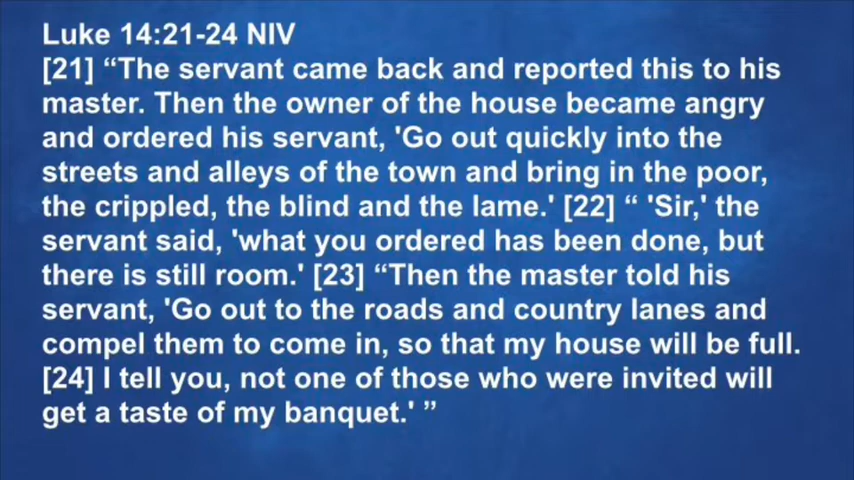 Luke 14:21-24 NIV
[21] “The servant came back and reported this to his
master. Then the owner of the house became angry
and ordered his servant, 'Go out quickly into the
streets and alleys of the town and bring in the poor,
the crippled, the blind and the lame.' [22] “ 'Sir,' the
servant said, 'what you ordered has been done, but
there is still room.' [23] “Then the master told his
servant, 'Go out to the roads and country lanes and
compel them to come in, so that my house will be full.
[24] I tell you, not one of those who were invited will
get a taste of my banquet.' ”